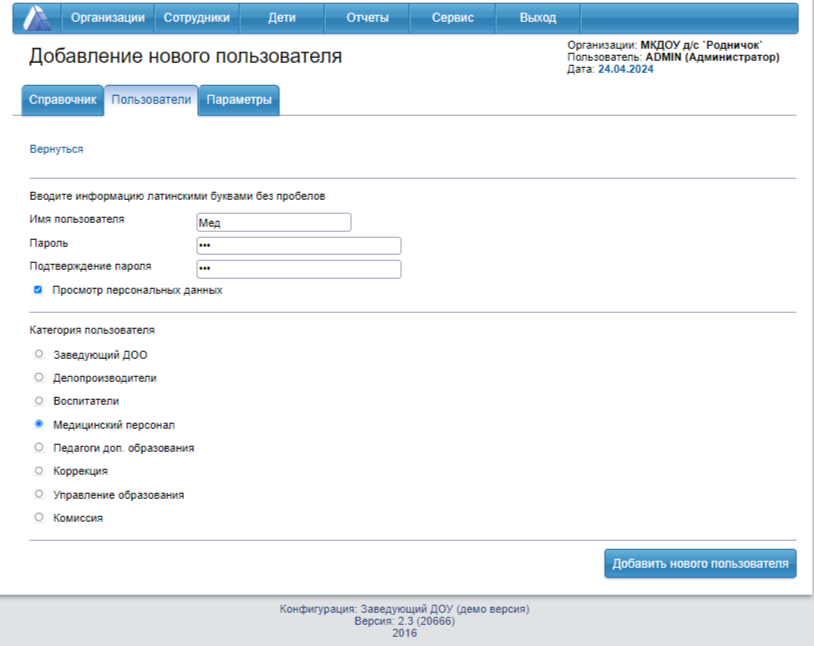 Организации Сотрудники Дети Отчеты Сервис Выход
Добавление нового пользователя
Организации: МКДОУ д/с `Родничок`
Пользователь: ADMIN (Администратор)
Дата: 24.04.2024
Справочник Пользователи Параметры
Вернуться
Вводите информацию латинскими буквами без пробелов
Имя пользователя Мед
Пароль •••
Подтверждение пароля •••
Просмотр персональных данных
Категория пользователя
Заведующий ДОО
Делопроизводители
Воспитатели
Медицинский персонал
Педагоги доп. образования
Коррекция
Управление образования
Комиссия
Добавить нового пользователя
Конфигурация: Заведующий ДОУ (демо версия)
Версия: 2.3 (20666)
2016